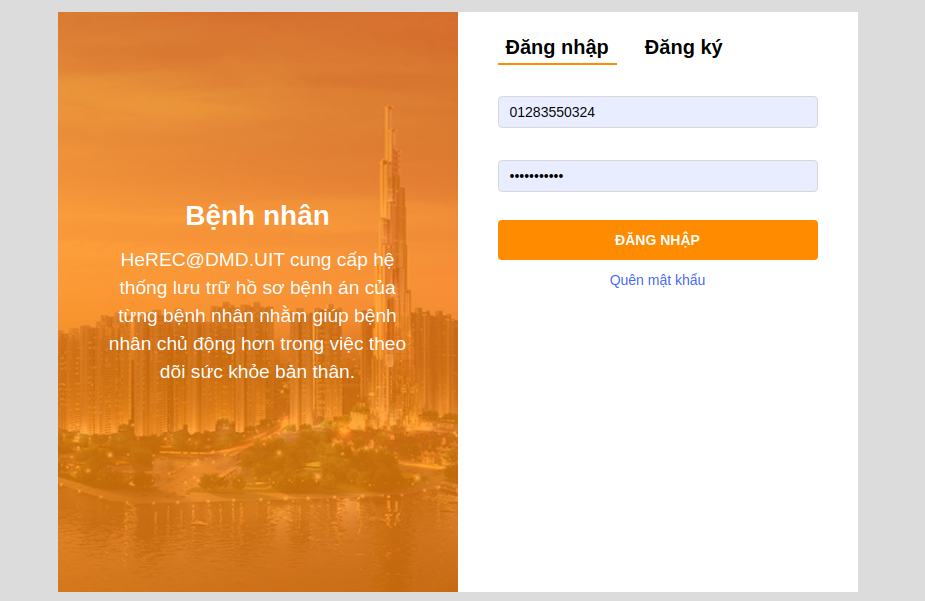 Đăng nhập Đăng ký
01283550324
•••••••••••
ĐĂNG NHẬP
Quên mật khẩu
Bệnh nhân
HeREC@DMD.UIT cung cấp hệ
thống lưu trữ hồ sơ bệnh án của
từng bệnh nhân nhằm giúp bệnh
nhân chủ động hơn trong việc theo
dõi sức khỏe bản thân.